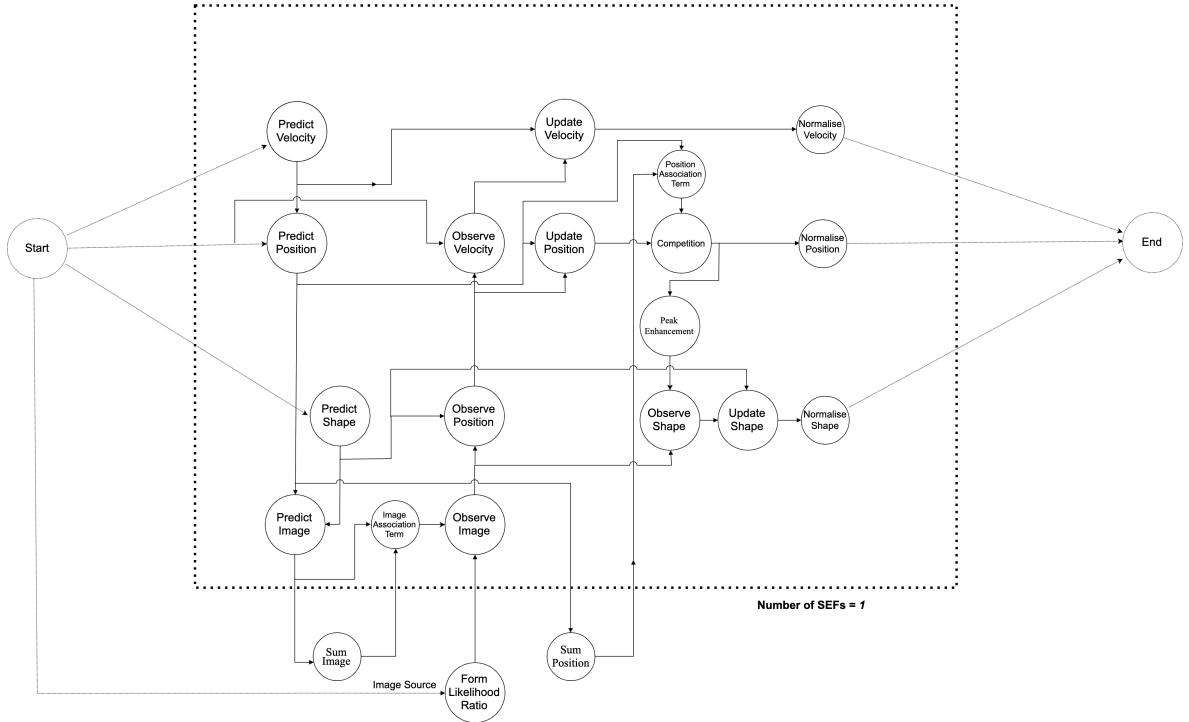 Predict
Velocity
Update
Velocity
Normalise
Velocity
Position
Association
Term
Start
Predict
Position
Observe
Velocity
Update
Position
Competition
Normalise
Position
End
Peak
Enhancement
Predict
Shape
Observe
Position
Observe
Shape
Update
Shape
Normalise
Shape
Predict
Image
Image
Association
Term
Observe
Image
Number of SEFs = 1
Sum
Image
Sum
Position
Image Source
Form
Likelihood
Ratio